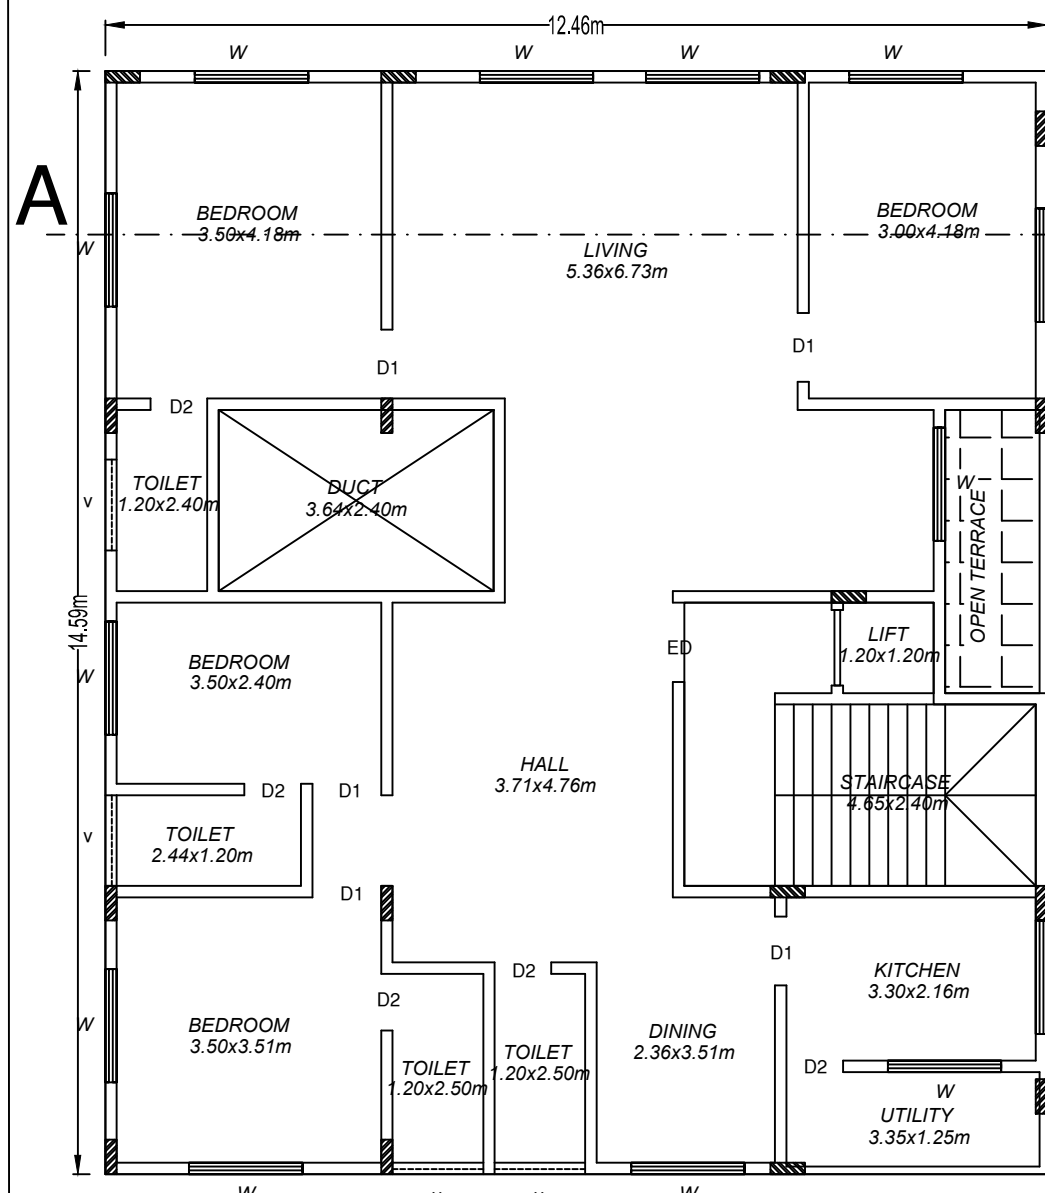 12.46m
W
W
W
W
A
BEDROOM
3.50x4.18m
BEDROOM
3.00x4.18m
W
LIVING
5.36x6.73m
D1
D1
D2
TOILET
1.20x2.40m
DUCT
3.64x2.40m
W
v
OPEN TERRACE
14.59m
LIFT
1.20x1.20m
ED
BEDROOM
3.50x2.40m
W
HALL
3.71x4.76m
STAIRCASE
4.65x2.40m
D2
D1
TOILET
2.44x1.20m
v
D1
D1
D2
KITCHEN
3.30x2.16m
D2
W
BEDROOM
3.50x3.51m
DINING
2.36x3.51m
TOILET
1.20x2.50m
TOILET
1.20x2.50m
D2
W
UTILITY
3.35x1.25m
W
W